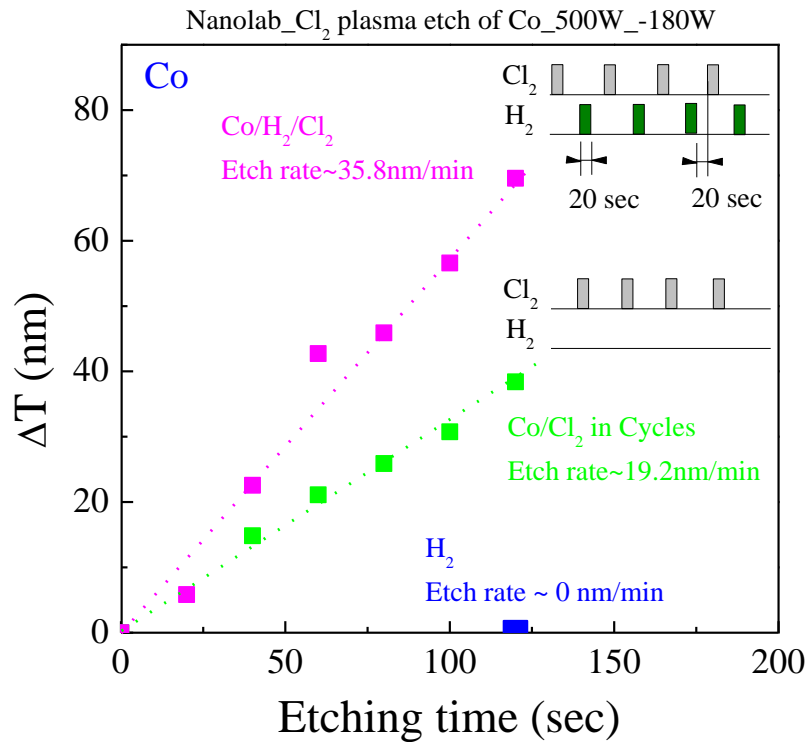 Nanolab_Cl₂ plasma etch of Co_500W_-180W
Co
Co/H₂/Cl₂
Etch rate~35.8nm/min
Cl₂
H₂
20 sec 20 sec
Cl₂
H₂
Co/Cl₂ in Cycles
Etch rate~19.2nm/min
H₂
Etch rate ~ 0 nm/min
ΔT (nm)
80
60
40
20
0
0 50 100 150 200
Etching time (sec)